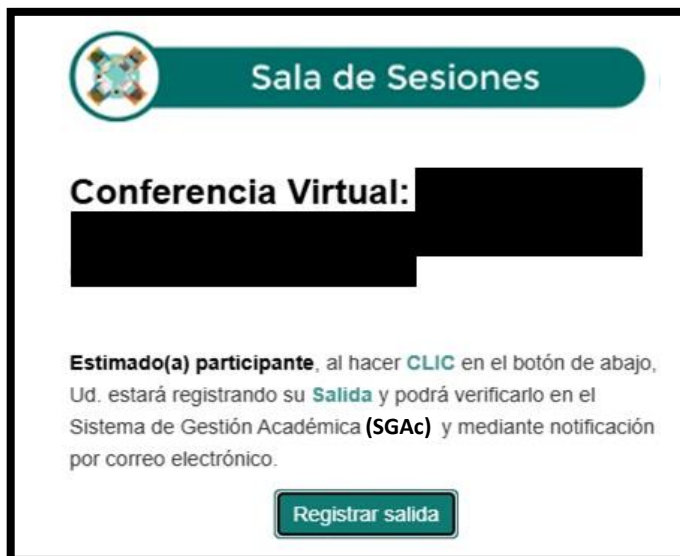 Sala de Sesiones
Conferencia Virtual:
Estimado(a) participante, al hacer CLIC en el botón de abajo,
Ud. estará registrando su Salida y podrá verificarlo en el
Sistema de Gestión Académica (SGAc) y mediante notificación
por correo electrónico.
Registrar salida